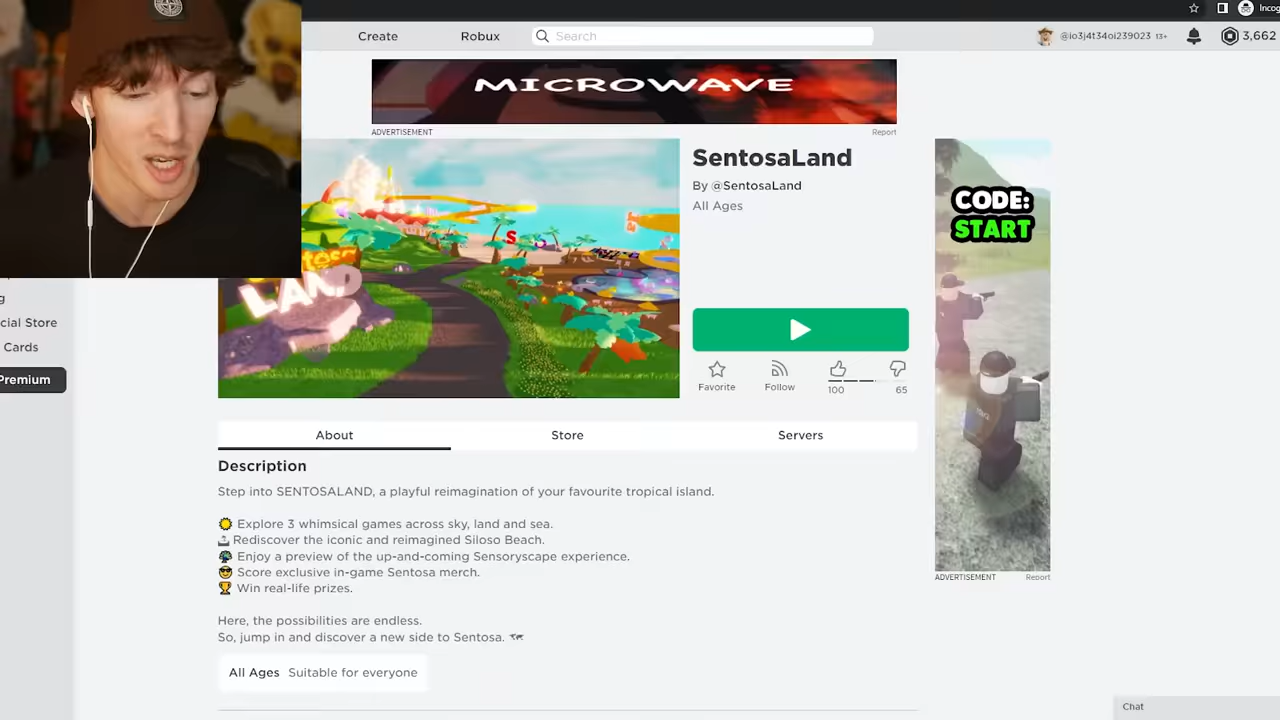 Incog
Create
Robux
Search
@io3j4t34oi239023 13+
3,662
MICROWAVE
ADVERTISEMENT
Report
SentosaLand
By @SentosaLand
All Ages
CODE:
START
LAND
Favorite
Follow
100
65
g
cial Store
Cards
Premium
About
Store
Servers
Description
Step into SENTOSALAND, a playful reimagination of your favourite tropical island.
Explore 3 whimsical games across sky, land and sea.
Rediscover the iconic and reimagined Siloso Beach.
Enjoy a preview of the up-and-coming Sensoryscape experience.
Score exclusive in-game Sentosa merch.
Win real-life prizes.
ADVERTISEMENT
Report
Here, the possibilities are endless.
So, jump in and discover a new side to Sentosa.
All Ages Suitable for everyone
Chat